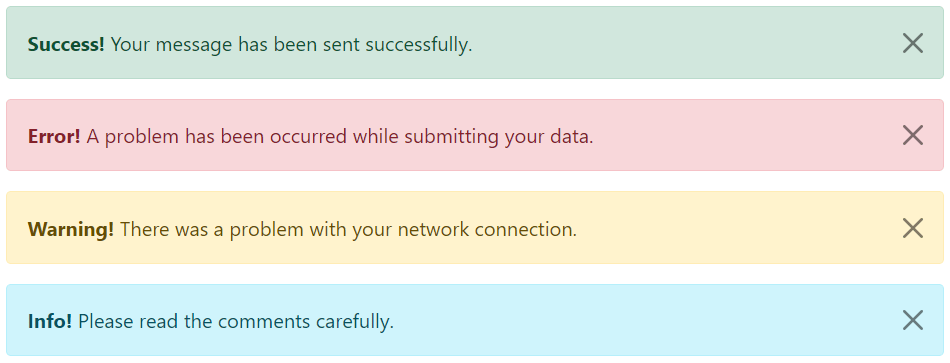 Success! Your message has been sent successfully.
Error! A problem has been occurred while submitting your data.
Warning! There was a problem with your network connection.
Info! Please read the comments carefully.